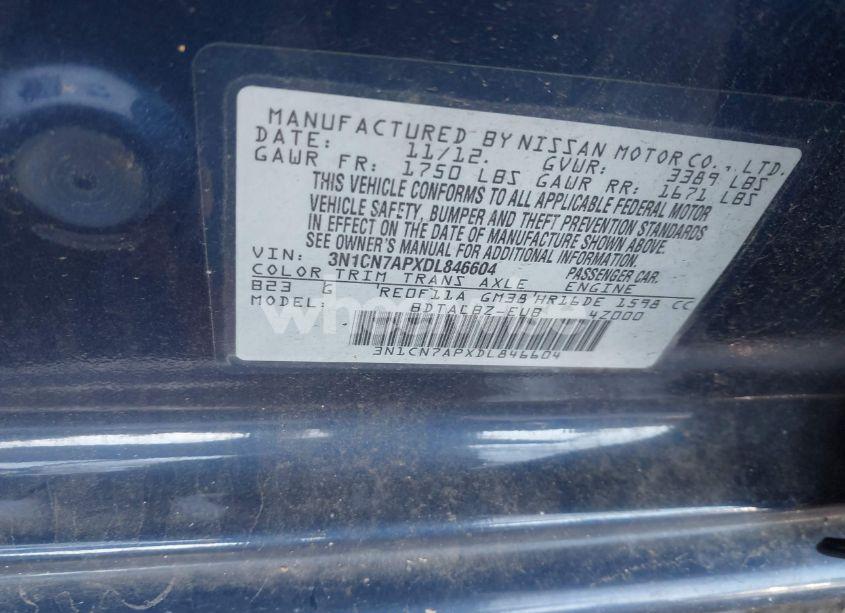 MANUFACTURED BY NISSAN MOTOR CO., LTD.
DATE: 11/12. GVWR: 3389 LBS
GAWR FR: 1750 LBS GAWR RR: 1671 LBS
THIS VEHICLE CONFORMS TO ALL APPLICABLE FEDERAL MOTOR
VEHICLE SAFETY, BUMPER AND THEFT PREVENTION STANDARDS
IN EFFECT ON THE DATE OF MANUFACTURE SHOWN ABOVE.
SEE OWNER'S MANUAL FOR ADDITIONAL INFORMATION.
VIN: 3N1CN7APXDL846604 PASSENGER CAR.
COLOR TRIM TRANS AXLE ENGINE
B23 G RE0F11A GM38 HR16DE 1598 CC
MODEL: BDTALBZ-EUB 42000
3N1CN7APXDL846604